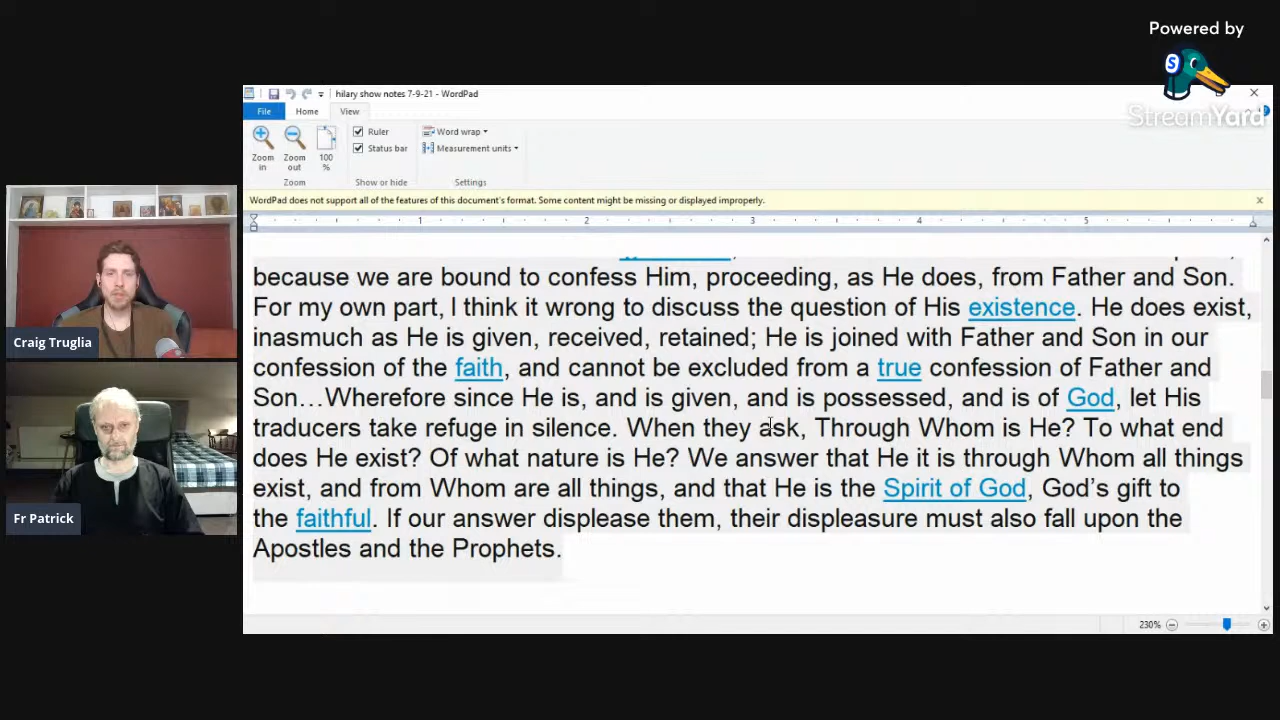 Powered by
StreamYard
hilary show notes 7-9-21 - WordPad
File Home View
Zoom in
Zoom out
100 %
Ruler
Status bar
Word wrap
Measurement units
Zoom
Show or hide
Settings
WordPad does not support all of the features of this document's format. Some content might be missing or displayed improperly.
1 2 3 4 5
because we are bound to confess Him, proceeding, as He does, from Father and Son.
For my own part, I think it wrong to discuss the question of His existence. He does exist,
inasmuch as He is given, received, retained; He is joined with Father and Son in our
confession of the faith, and cannot be excluded from a true confession of Father and
Son…Wherefore since He is, and is given, and is possessed, and is of God, let His
traducers take refuge in silence. When they ask, Through Whom is He? To what end
does He exist? Of what nature is He? We answer that He it is through Whom all things
exist, and from Whom are all things, and that He is the Spirit of God, God's gift to
the faithful. If our answer displease them, their displeasure must also fall upon the
Apostles and the Prophets.
230%
Craig Truglia
Fr Patrick